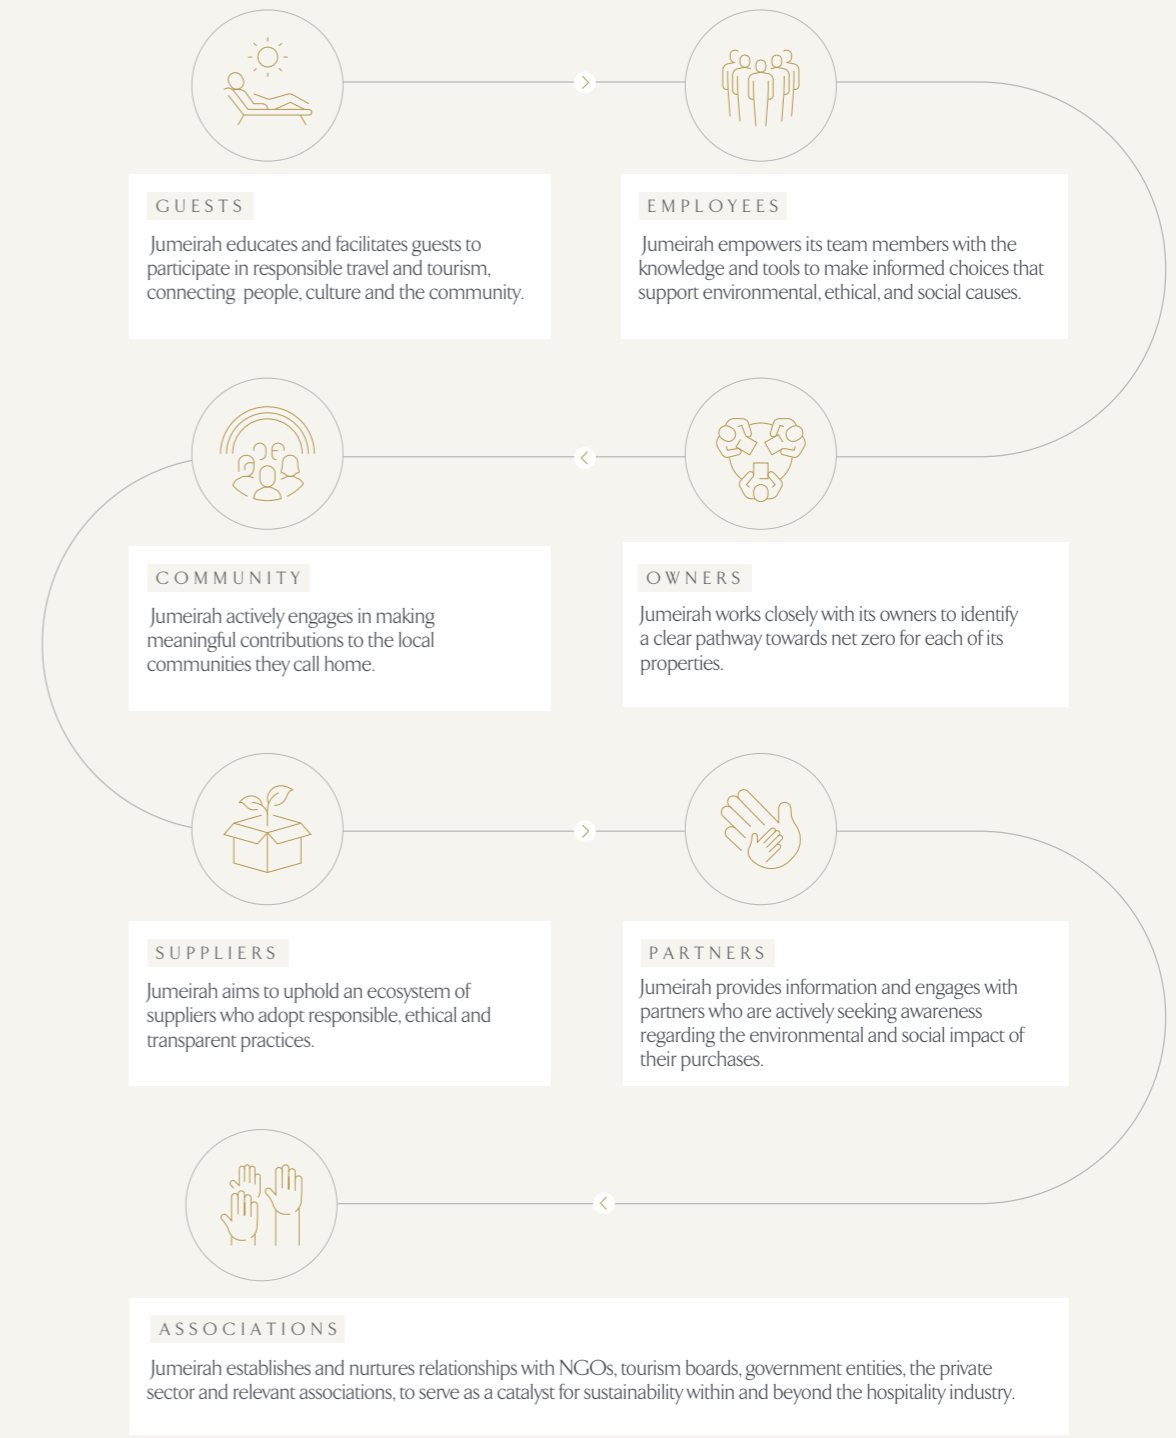 GUESTS
Jumeirah educates and facilitates guests to
participate in responsible travel and tourism,
connecting people, culture and the community.
EMPLOYEES
Jumeirah empowers its team members with the
knowledge and tools to make informed choices that
support environmental, ethical, and social causes.
OWNERS
Jumeirah works closely with its owners to identify
a clear pathway towards net zero for each of its
properties.
COMMUNITY
Jumeirah actively engages in making
meaningful contributions to the local
communities they call home.
SUPPLIERS
Jumeirah aims to uphold an ecosystem of
suppliers who adopt responsible, ethical and
transparent practices.
PARTNERS
Jumeirah provides information and engages with
partners who are actively seeking awareness
regarding the environmental and social impact of
their purchases.
ASSOCIATIONS
Jumeirah establishes and nurtures relationships with NGOs, tourism boards, government entities, the private
sector and relevant associations, to serve as a catalyst for sustainability within and beyond the hospitality industry.